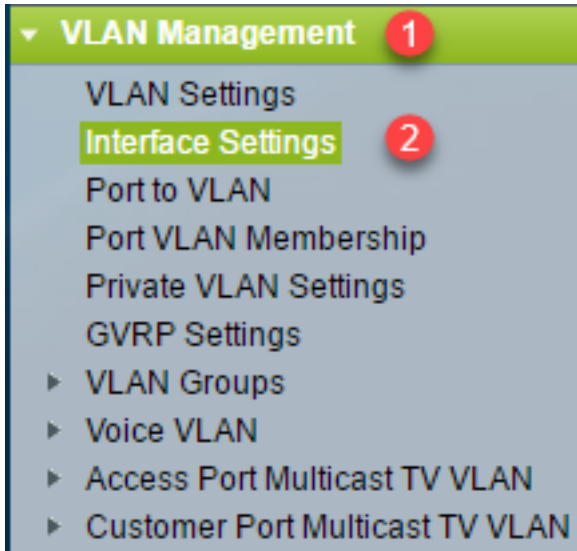 VLAN Management 1
VLAN Settings
Interface Settings 2
Port to VLAN
Port VLAN Membership
Private VLAN Settings
GVRP Settings
VLAN Groups
Voice VLAN
Access Port Multicast TV VLAN
Customer Port Multicast TV VLAN